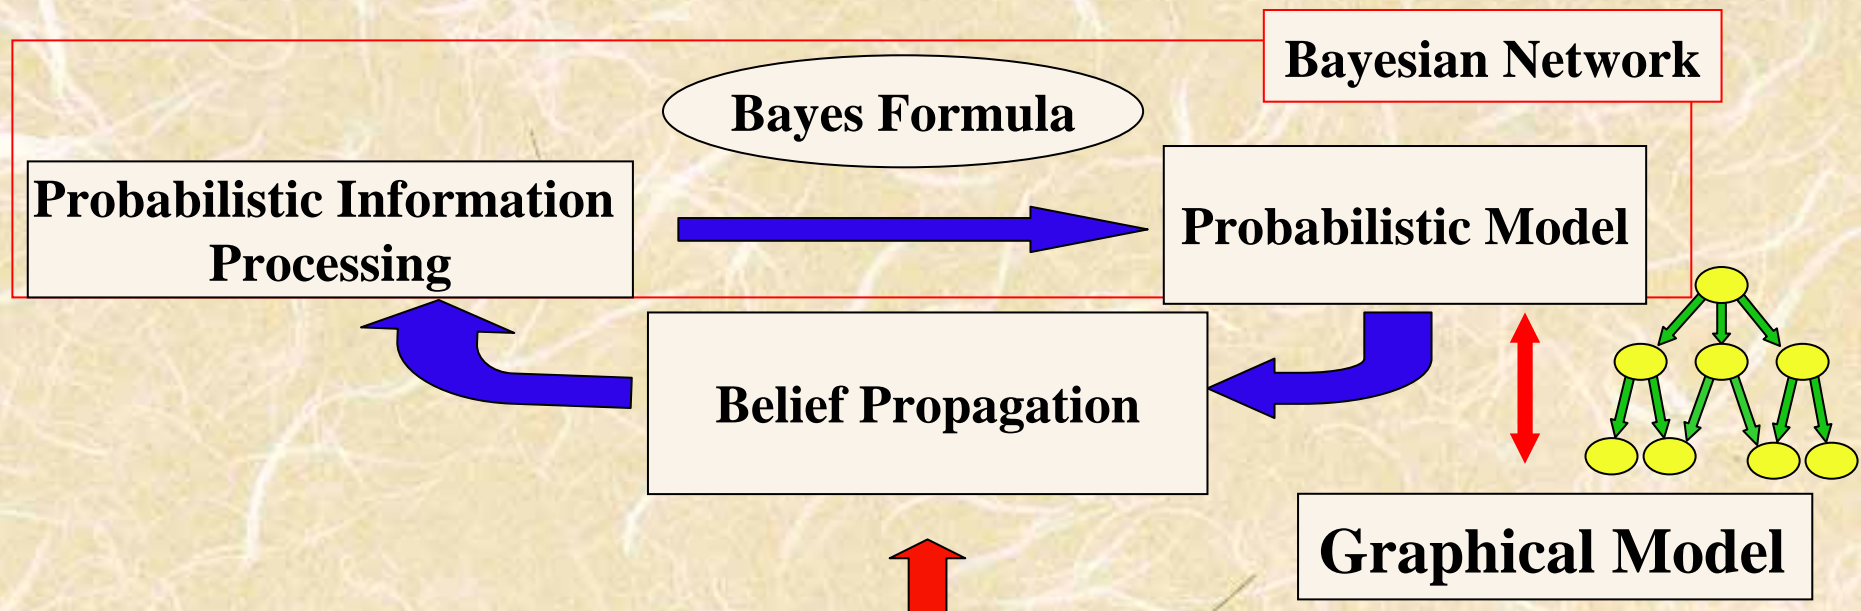 Bayesian Network
Bayes Formula
Probabilistic Information
Processing
Probabilistic Model
Belief Propagation
Graphical Model